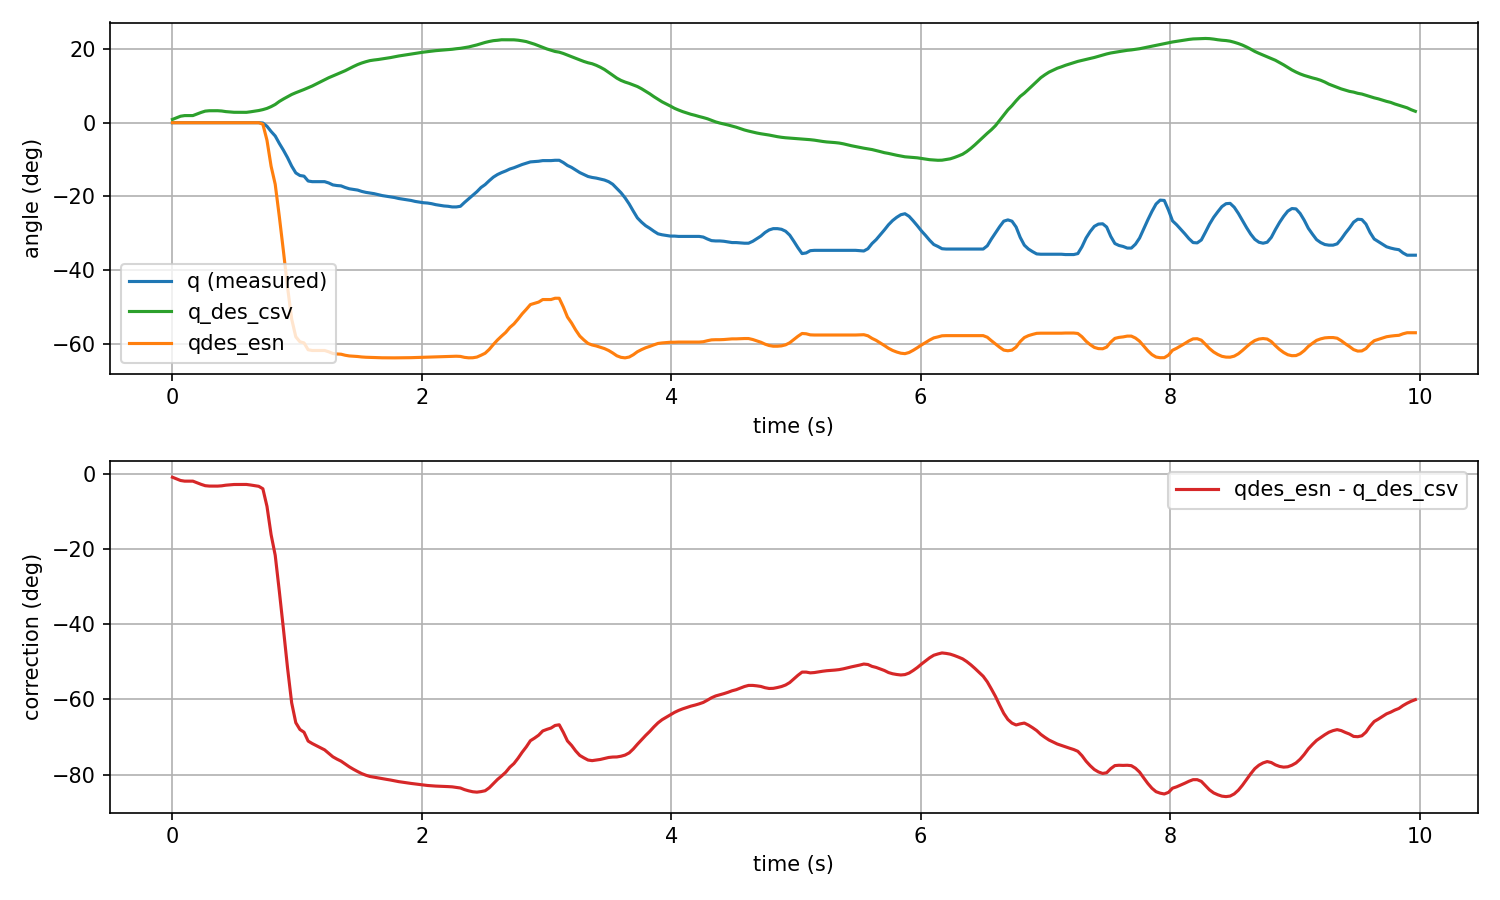 20
0
−20
−40
−60
angle (deg)
q (measured)
q_des_csv
qdes_esn
0 2 4 6 8 10
time (s)
0
−20
−40
−60
−80
correction (deg)
qdes_esn - q_des_csv
0 2 4 6 8 10
time (s)